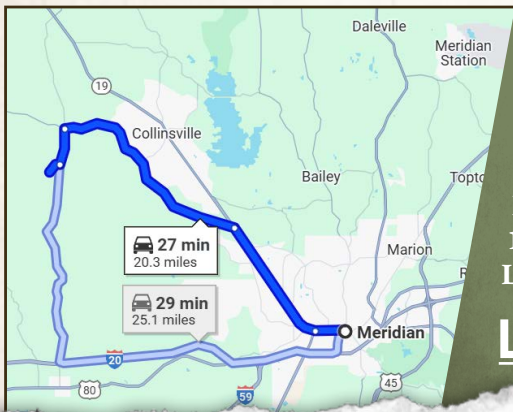 Daleville
Meridian
Station
19
Collinsville
Bailey
27 min
20.3 miles
Marion
29 min
25.1 miles
Meridian
20
80
59
45
L
L